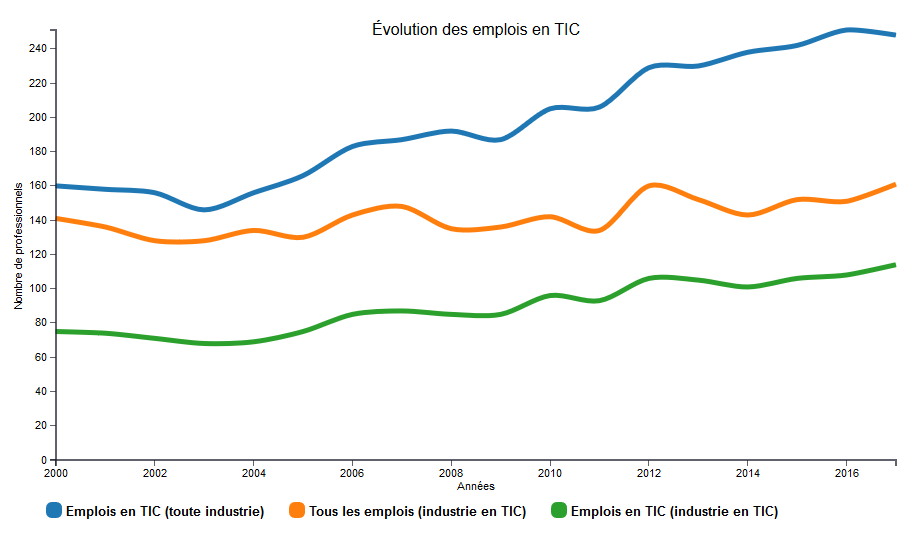 Évolution des emplois en TIC
240
220
200
180
160
140
120
100
80
60
40
20
0
Nombre de professionnels
2000 2002 2004 2006 2008 2010 2012 2014 2016
Années
Emplois en TIC (toute industrie) Tous les emplois (industrie en TIC) Emplois en TIC (industrie en TIC)